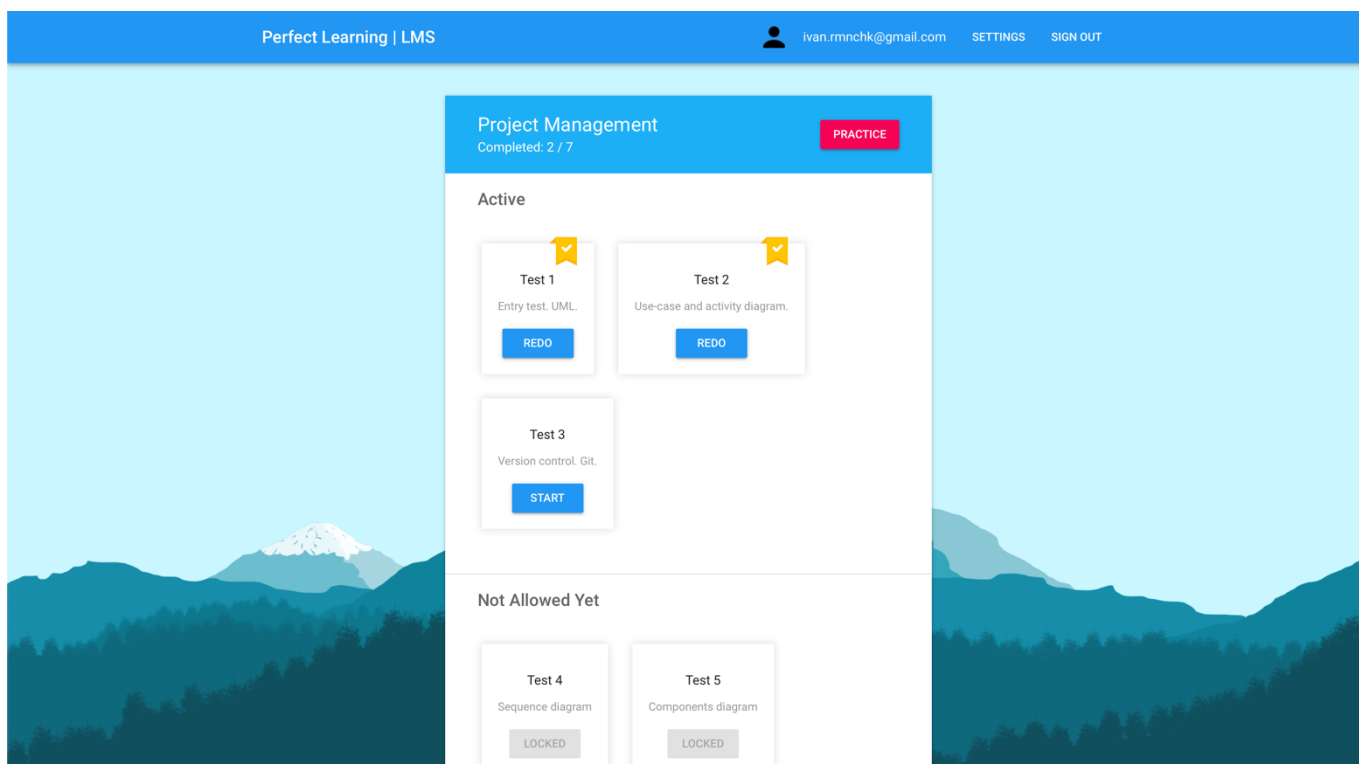 Perfect Learning | LMS
ivan.rmnchk@gmail.com SETTINGS SIGN OUT
Project Management
Completed: 2 / 7
PRACTICE
Active
Test 1
Entry test. UML.
REDO
Test 2
Use-case and activity diagram.
REDO
Test 3
Version control. Git.
START
Not Allowed Yet
Test 4
Sequence diagram
LOCKED
Test 5
Components diagram
LOCKED